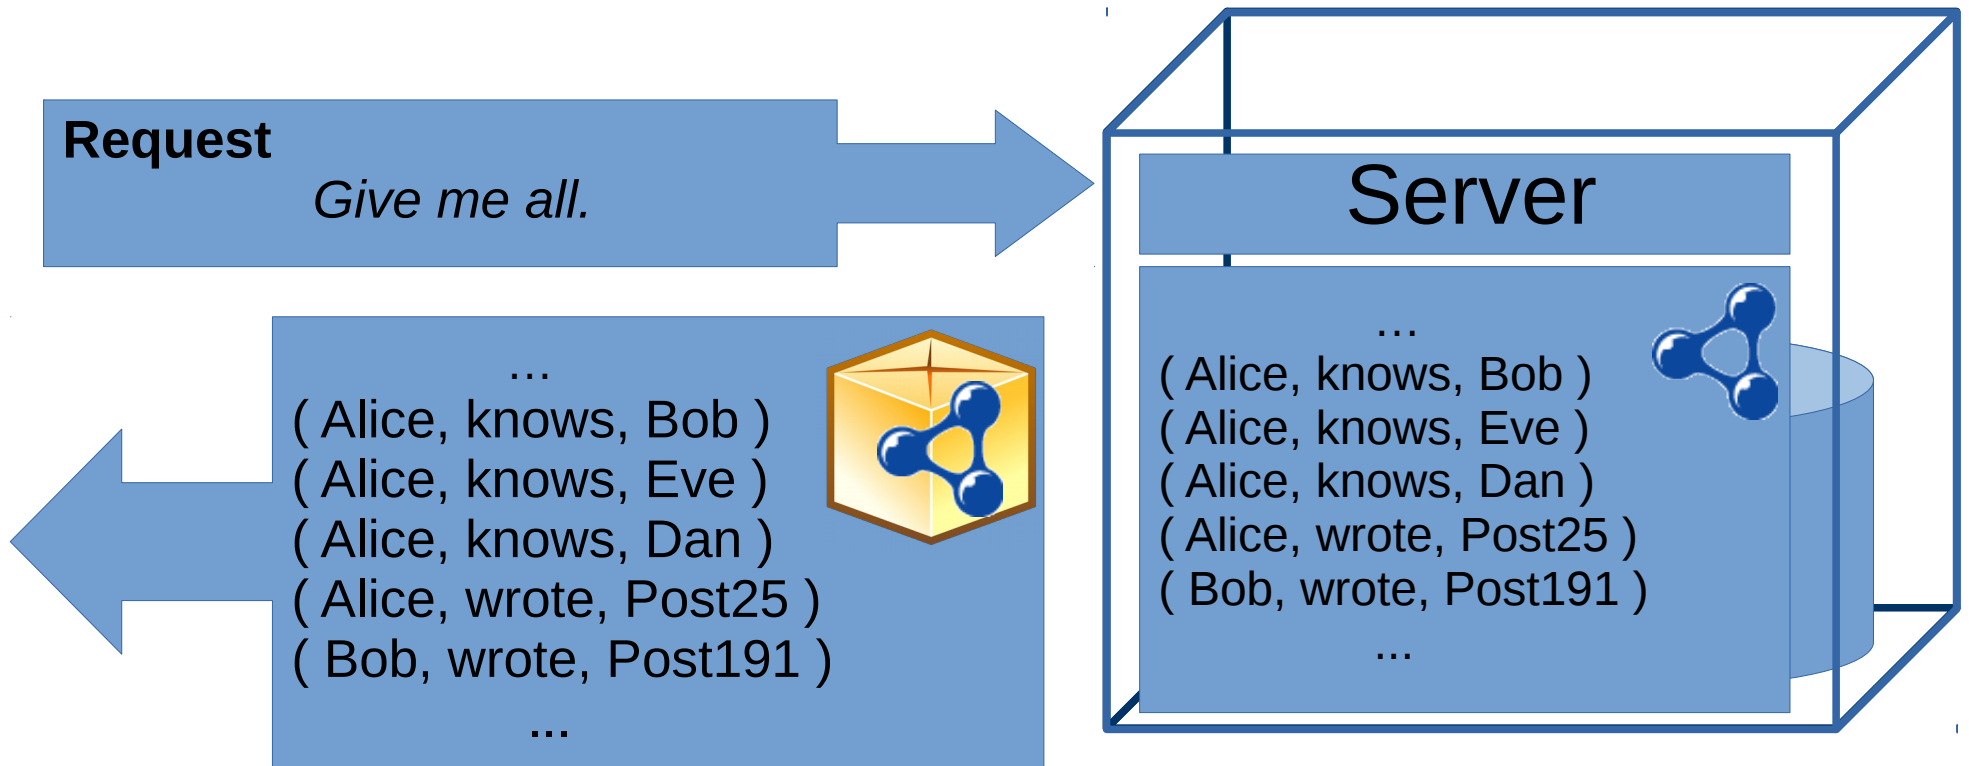 Request
Give me all.
Server
...
( Alice, knows, Bob )
( Alice, knows, Eve )
( Alice, knows, Dan )
( Alice, wrote, Post25 )
( Bob, wrote, Post191 )
...
...
( Alice, knows, Bob )
( Alice, knows, Eve )
( Alice, knows, Dan )
( Alice, wrote, Post25 )
( Bob, wrote, Post191 )
...